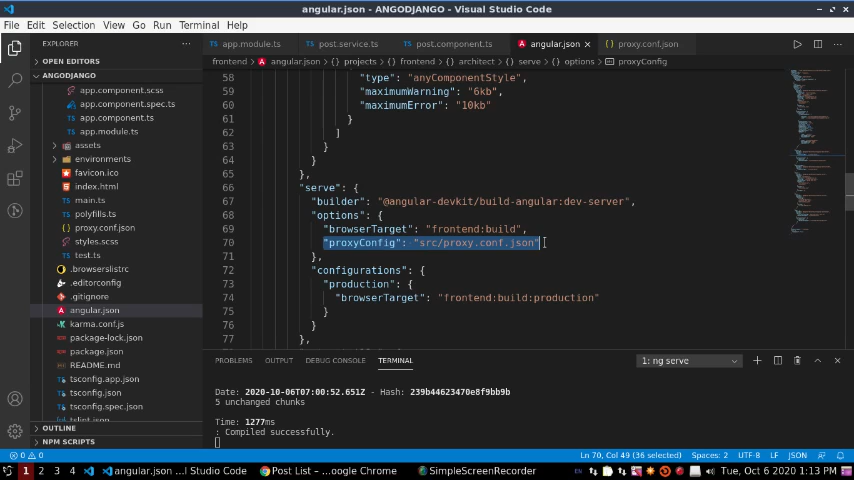 angular.json - ANGODJANGO - Visual Studio Code
File Edit Selection View Go Run Terminal Help
EXPLORER
OPEN EDITORS
ANGODJANGO
app.component.scss
app.component.spec.ts
app.component.ts
app.module.ts
assets
environments
favicon.ico
index.html
main.ts
polyfills.ts
proxy.conf.json
styles.scss
test.ts
.browserslistrc
.editorconfig
.gitignore
angular.json
karma.conf.js
package-lock.json
package.json
README.md
tsconfig.app.json
tsconfig.json
tsconfig.spec.json
tslint.json
OUTLINE
NPM SCRIPTS
app.module.ts post.service.ts post.component.ts angular.json proxy.conf.json
frontend > angular.json > {} projects > {} frontend > {} architect > {} serve > {} options > proxyConfig
58 "type": "anyComponentStyle",
59 "maximumWarning": "6kb",
60 "maximumError": "10kb"
61 }
62 ]
63 }
64 }
65 },
66 "serve": {
67 "builder": "@angular-devkit/build-angular:dev-server",
68 "options": {
69 "browserTarget": "frontend:build",
70 "proxyConfig": "src/proxy.conf.json"
71 },
72 "configurations": {
73 "production": {
74 "browserTarget": "frontend:build:production"
75 }
76 }
77 },
PROBLEMS OUTPUT DEBUG CONSOLE TERMINAL 1: ng serve
Date: 2020-10-06T07:00:52.651Z - Hash: 239b44623470e8f9bb9b
5 unchanged chunks
Time: 1277ms
: Compiled successfully.
0 0 Ln 70, Col 49 (36 selected) Spaces: 2 UTF-8 LF JSON
1 2 3 4 angular.json ...l Studio Code Post List – ...oogle Chrome SimpleScreenRecorder EN Tue, Oct 6 2020 1:13 PM